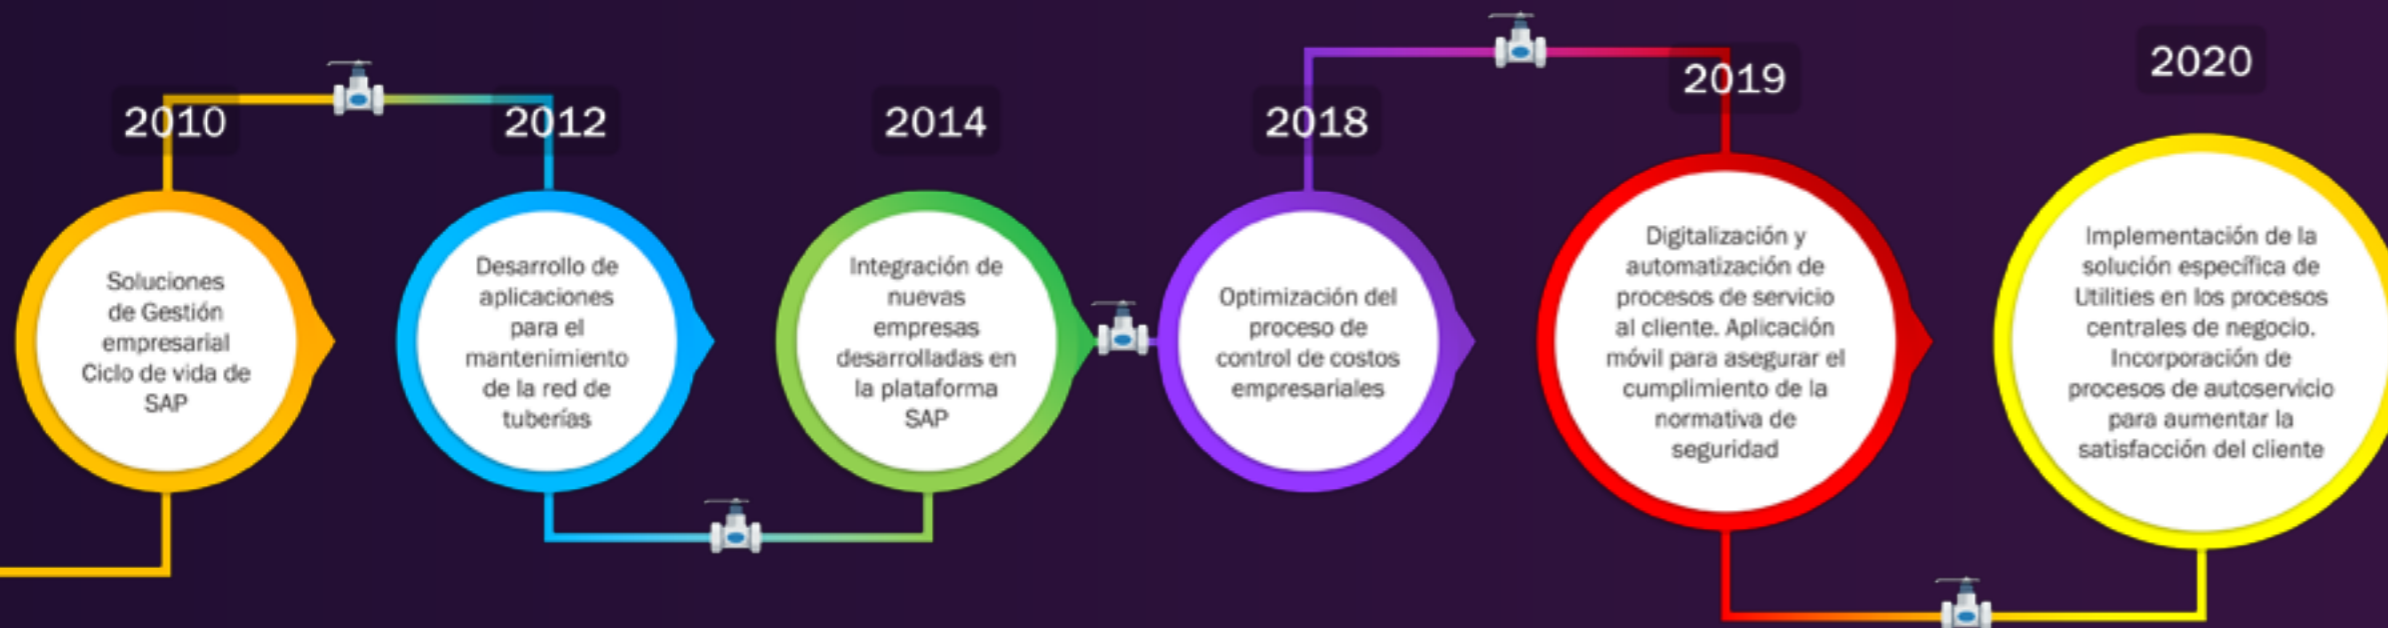 2010
Soluciones
de Gestión
empresarial
Ciclo de vida de
SAP
2012
Desarrollo de
aplicaciones
para el
mantenimiento
de la red de
tuberías
2014
Integración de
nuevas
empresas
desarrolladas en
la plataforma
SAP
2018
Optimización del
proceso de
control de costos
empresariales
2019
Digitalización y
automatización de
procesos de servicio
al cliente. Aplicación
móvil para asegurar el
cumplimiento de la
normativa de
seguridad
2020
Implementación de la
solución específica de
Utilities en los procesos
centrales de negocio.
Incorporación de
procesos de autoservicio
para aumentar la
satisfacción del cliente